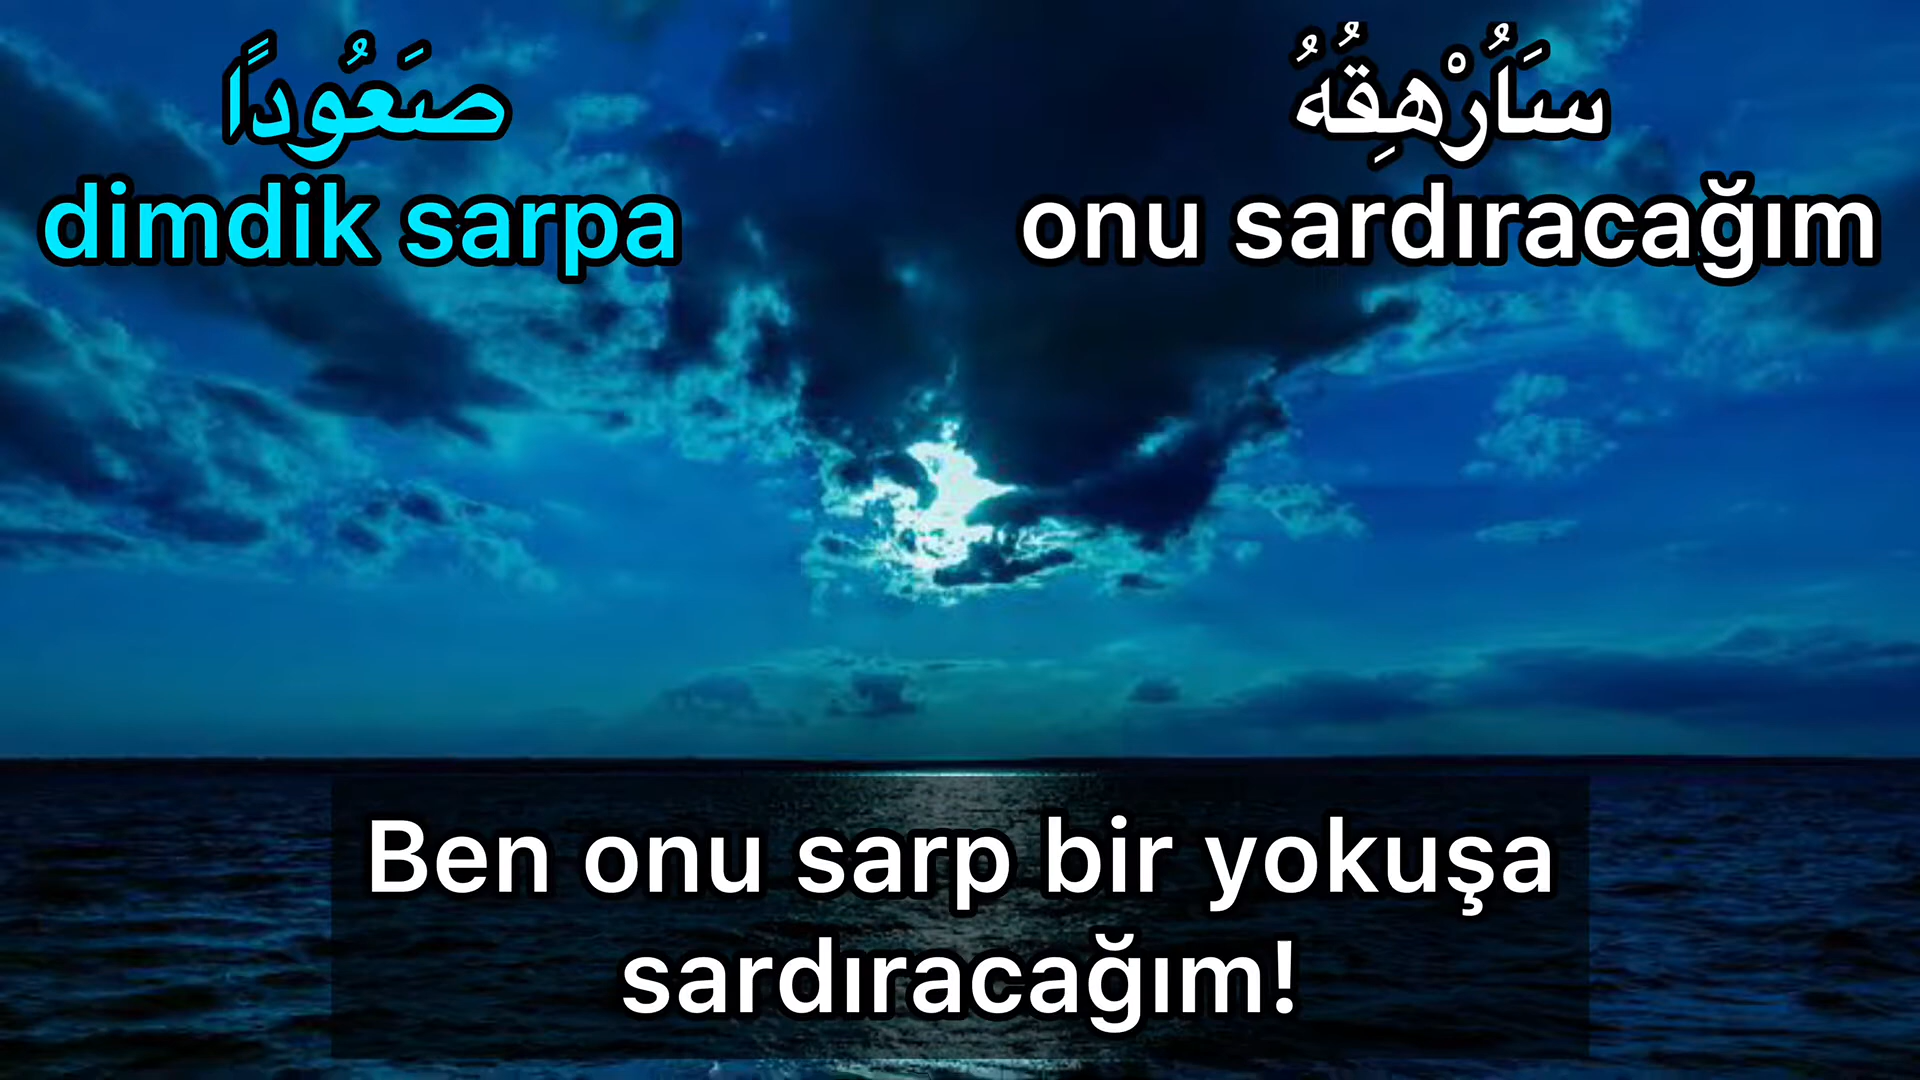 سَاُرْهِقُهُ
صَعُودًا
onu sardıracağım
dimdik sarpa
Ben onu sarp bir yokuşa
sardıracağım!